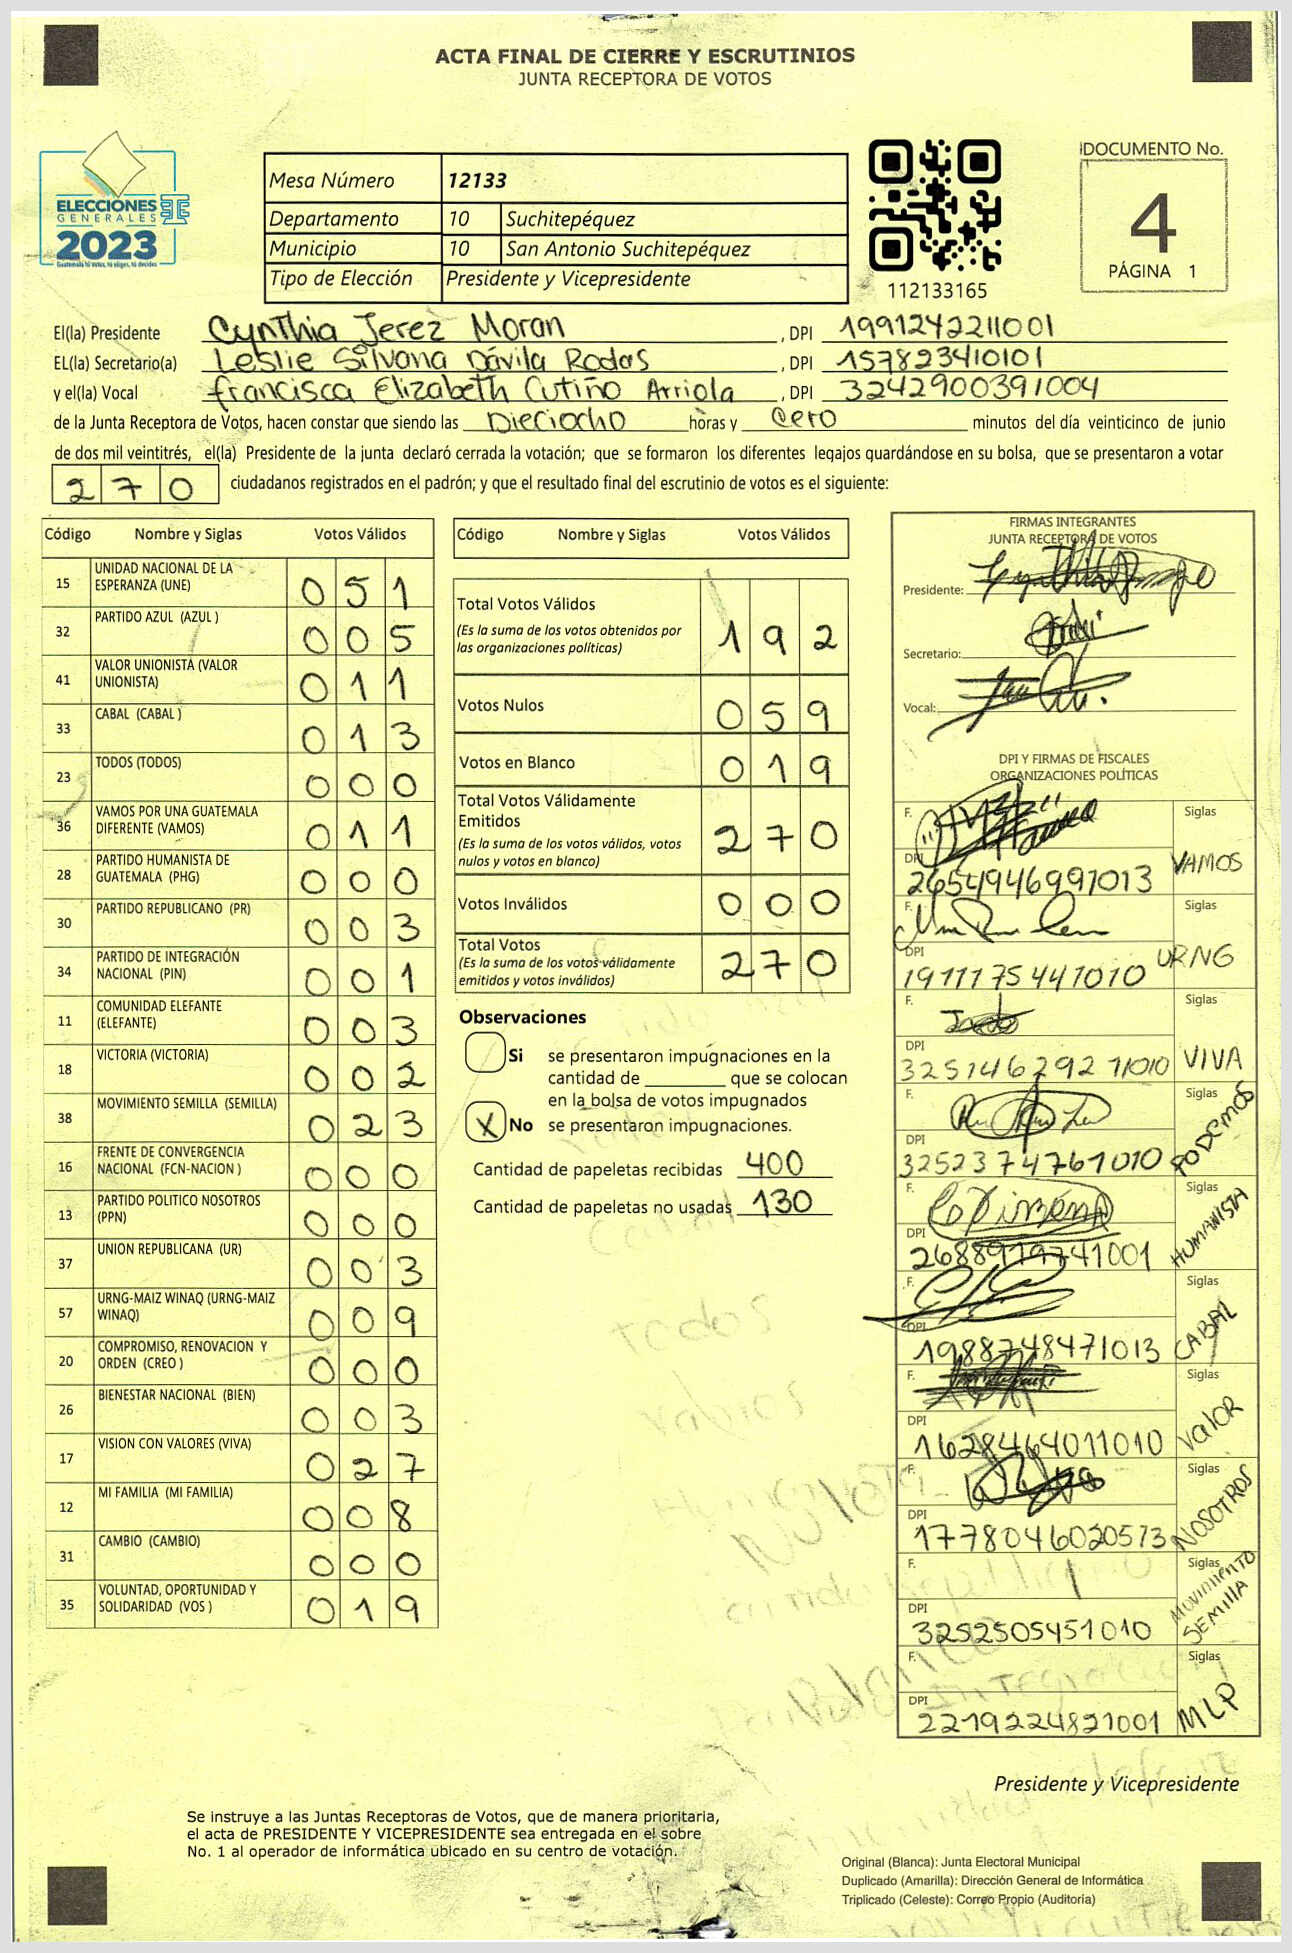 ACTA FINAL DE CIERRE Y ESCRUTINIOS
JUNTA RECEPTORA DE VOTOS
ELECCIONES
GENERALES
2023
Guatemala tú votas, tú eliges, tú decides
Mesa Número 12133
Departamento 10 Suchitepéquez
Municipio 10 San Antonio Suchitepéquez
Tipo de Elección Presidente y Vicepresidente
112133165
DOCUMENTO No.
4
PÁGINA 1
El(la) Presidente Cynthia Jerez Moran , DPI 1991242211001
EL(la) Secretario(a) Leslie Silvana Dávila Rodas , DPI 157823410101
y el(la) Vocal francisca Elizabeth Cutiño Arriola , DPI 3242900391004
de la Junta Receptora de Votos, hacen constar que siendo las Dieciocho horas y cero minutos del día veinticinco de junio
de dos mil veintitrés, el(la) Presidente de la junta declaró cerrada la votación; que se formaron los diferentes legajos guardándose en su bolsa, que se presentaron a votar
270 ciudadanos registrados en el padrón; y que el resultado final del escrutinio de votos es el siguiente:
Código Nombre y Siglas Votos Válidos
15 UNIDAD NACIONAL DE LA ESPERANZA (UNE) 051
32 PARTIDO AZUL (AZUL ) 005
41 VALOR UNIONISTA (VALOR UNIONISTA) 011
33 CABAL (CABAL ) 013
23 TODOS (TODOS) 000
36 VAMOS POR UNA GUATEMALA DIFERENTE (VAMOS) 011
28 PARTIDO HUMANISTA DE GUATEMALA (PHG) 000
30 PARTIDO REPUBLICANO (PR) 003
34 PARTIDO DE INTEGRACIÓN NACIONAL (PIN) 001
11 COMUNIDAD ELEFANTE (ELEFANTE) 003
18 VICTORIA (VICTORIA) 002
38 MOVIMIENTO SEMILLA (SEMILLA) 023
16 FRENTE DE CONVERGENCIA NACIONAL (FCN-NACION ) 000
13 PARTIDO POLITICO NOSOTROS (PPN) 000
37 UNION REPUBLICANA (UR) 003
57 URNG-MAIZ WINAQ (URNG-MAIZ WINAQ) 009
20 COMPROMISO, RENOVACION Y ORDEN (CREO ) 000
26 BIENESTAR NACIONAL (BIEN) 003
17 VISION CON VALORES (VIVA) 027
12 MI FAMILIA (MI FAMILIA) 008
31 CAMBIO (CAMBIO) 000
35 VOLUNTAD, OPORTUNIDAD Y SOLIDARIDAD (VOS ) 019
Código Nombre y Siglas Votos Válidos
Total Votos Válidos 192
(Es la suma de los votos obtenidos por
las organizaciones políticas)
Votos Nulos 059
Votos en Blanco 019
Total Votos Válidamente
Emitidos 270
(Es la suma de los votos válidos, votos
nulos y votos en blanco)
Votos Inválidos 000
Total Votos 270
(Es la suma de los votos válidamente
emitidos y votos inválidos)
Observaciones
Si se presentaron impugnaciones en la
cantidad de ________ que se colocan
en la bolsa de votos impugnados
X No se presentaron impugnaciones.
Cantidad de papeletas recibidas 400
Cantidad de papeletas no usadas 130
FIRMAS INTEGRANTES
JUNTA RECEPTORA DE VOTOS
Presidente:
Secretario:
Vocal:
DPI Y FIRMAS DE FISCALES
ORGANIZACIONES POLÍTICAS
F. Siglas
DPI 2654946991013 VAMOS
F. Siglas
DPI 1911175441010 URNG
F. Siglas
DPI 3251462921010 VIVA
F. Siglas
DPI 3252374761010 PODEMOS
F. Siglas
DPI 2688919741001 HUMANISTA
F. Siglas
DPI 1988748471013 CABAL
F. Siglas
DPI 1628464011010 Valor
F. Siglas
DPI 1778046020513 NOSOTROS
F. Siglas
DPI 3252505451010 Movimiento SEMILLA
F. Siglas
DPI 2219224821001 MLP
todos
Presidente y Vicepresidente
Se instruye a las Juntas Receptoras de Votos, que de manera prioritaria,
el acta de PRESIDENTE Y VICEPRESIDENTE sea entregada en el sobre
No. 1 al operador de informática ubicado en su centro de votación.
Original (Blanca): Junta Electoral Municipal
Duplicado (Amarilla): Dirección General de Informática
Triplicado (Celeste): Correo Propio (Auditoría)